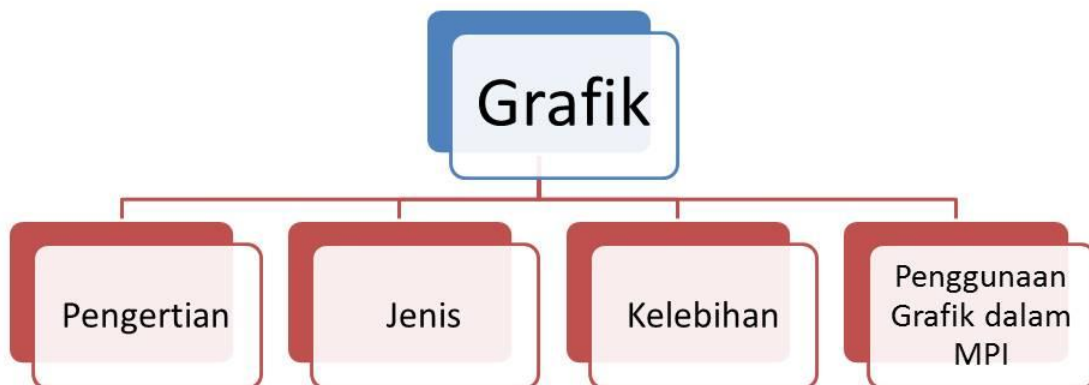 Grafik
Pengertian
Jenis
Kelebihan
Penggunaan
Grafik dalam
MPI